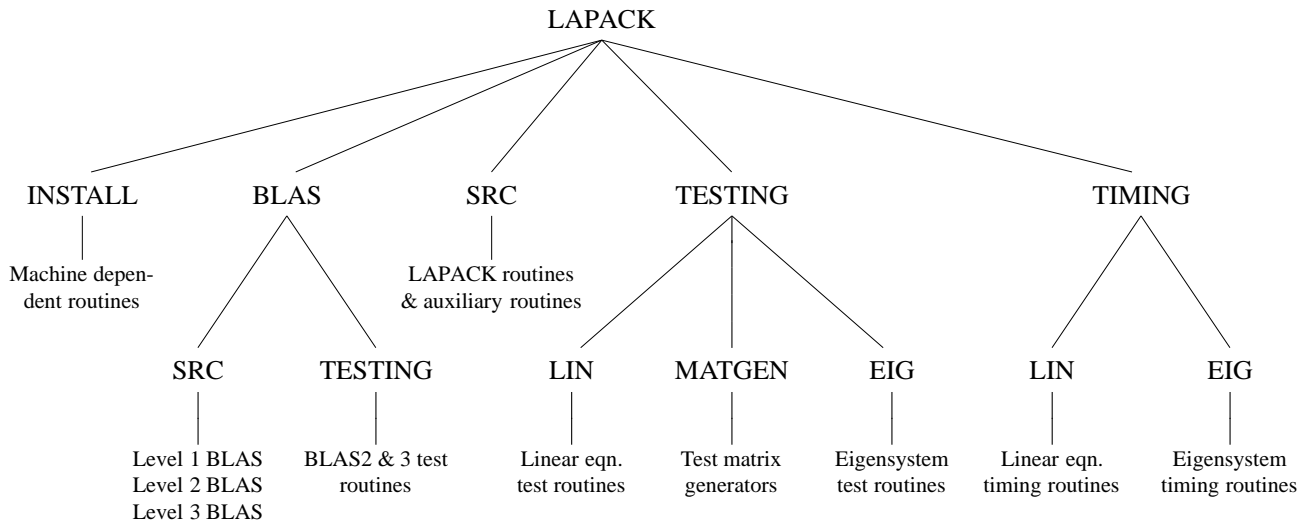 LAPACK
INSTALL
BLAS
SRC
TESTING
TIMING
Machine depen-
dent routines
LAPACK routines
& auxiliary routines
SRC
TESTING
LIN
MATGEN
EIG
LIN
EIG
Level 1 BLAS
Level 2 BLAS
Level 3 BLAS
BLAS2 & 3 test
routines
Linear eqn.
test routines
Test matrix
generators
Eigensystem
test routines
Linear eqn.
timing routines
Eigensystem
timing routines